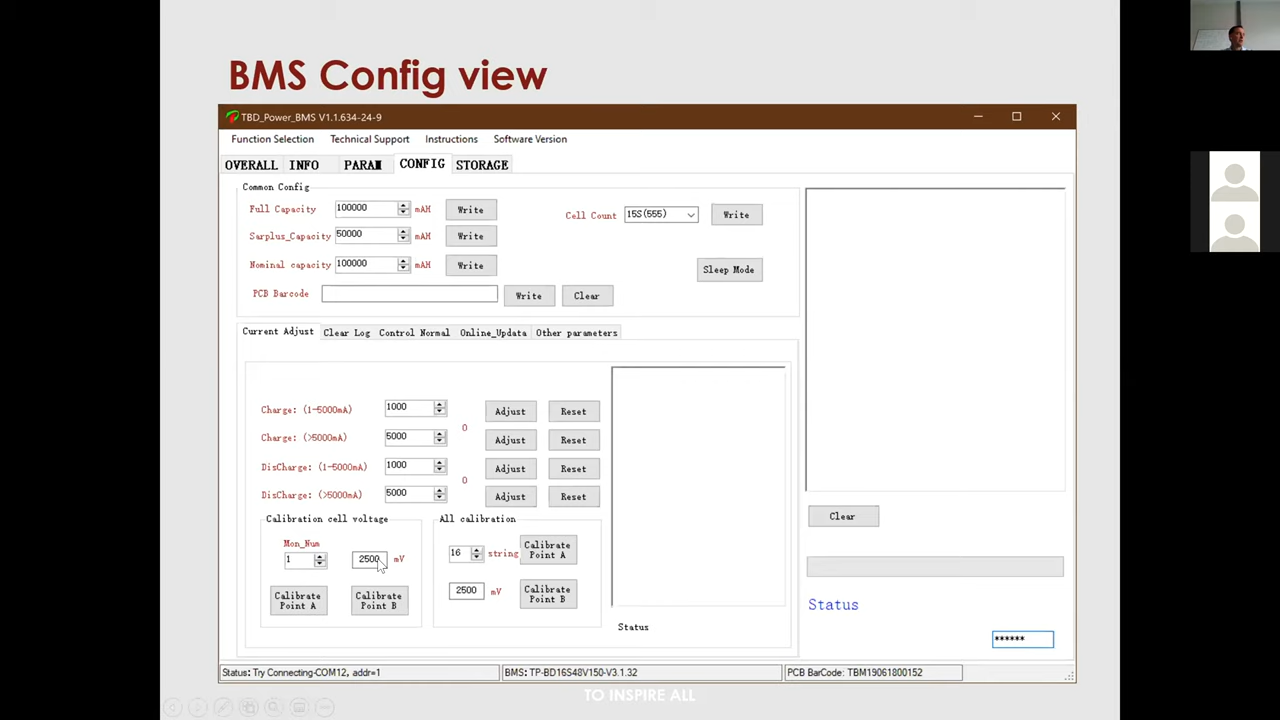 BMS Config view
TBD_Power_BMS V1.1.634-24-9
Function Selection Technical Support Instructions Software Version
OVERALL INFO PARAM CONFIG STORAGE
Common Config
Full Capacity 100000 mAH Write
Cell Count 15S(555) Write
Sarplus_Capacity 50000 mAH Write
Nominal capacity 100000 mAH Write
Sleep Mode
PCB Barcode Write Clear
Current Adjust Clear Log Control Normal Online_Updata Other parameters
Charge: (1-5000mA) 1000 Adjust Reset
0
Charge: (>5000mA) 5000 Adjust Reset
DisCharge: (1-5000mA) 1000 Adjust Reset
0
DisCharge: (>5000mA) 5000 Adjust Reset
Calibration cell voltage
Mon_Num
1 2500 mV
Calibrate Point A
Calibrate Point B
All calibration
16 string
Calibrate Point A
2500 mV
Calibrate Point B
Status
Clear
Status
******
Status: Try Connecting-COM12, addr=1
BMS: TP-BD16S48V150-V3.1.32
PCB BarCode: TBM19061800152
TO INSPIRE ALL